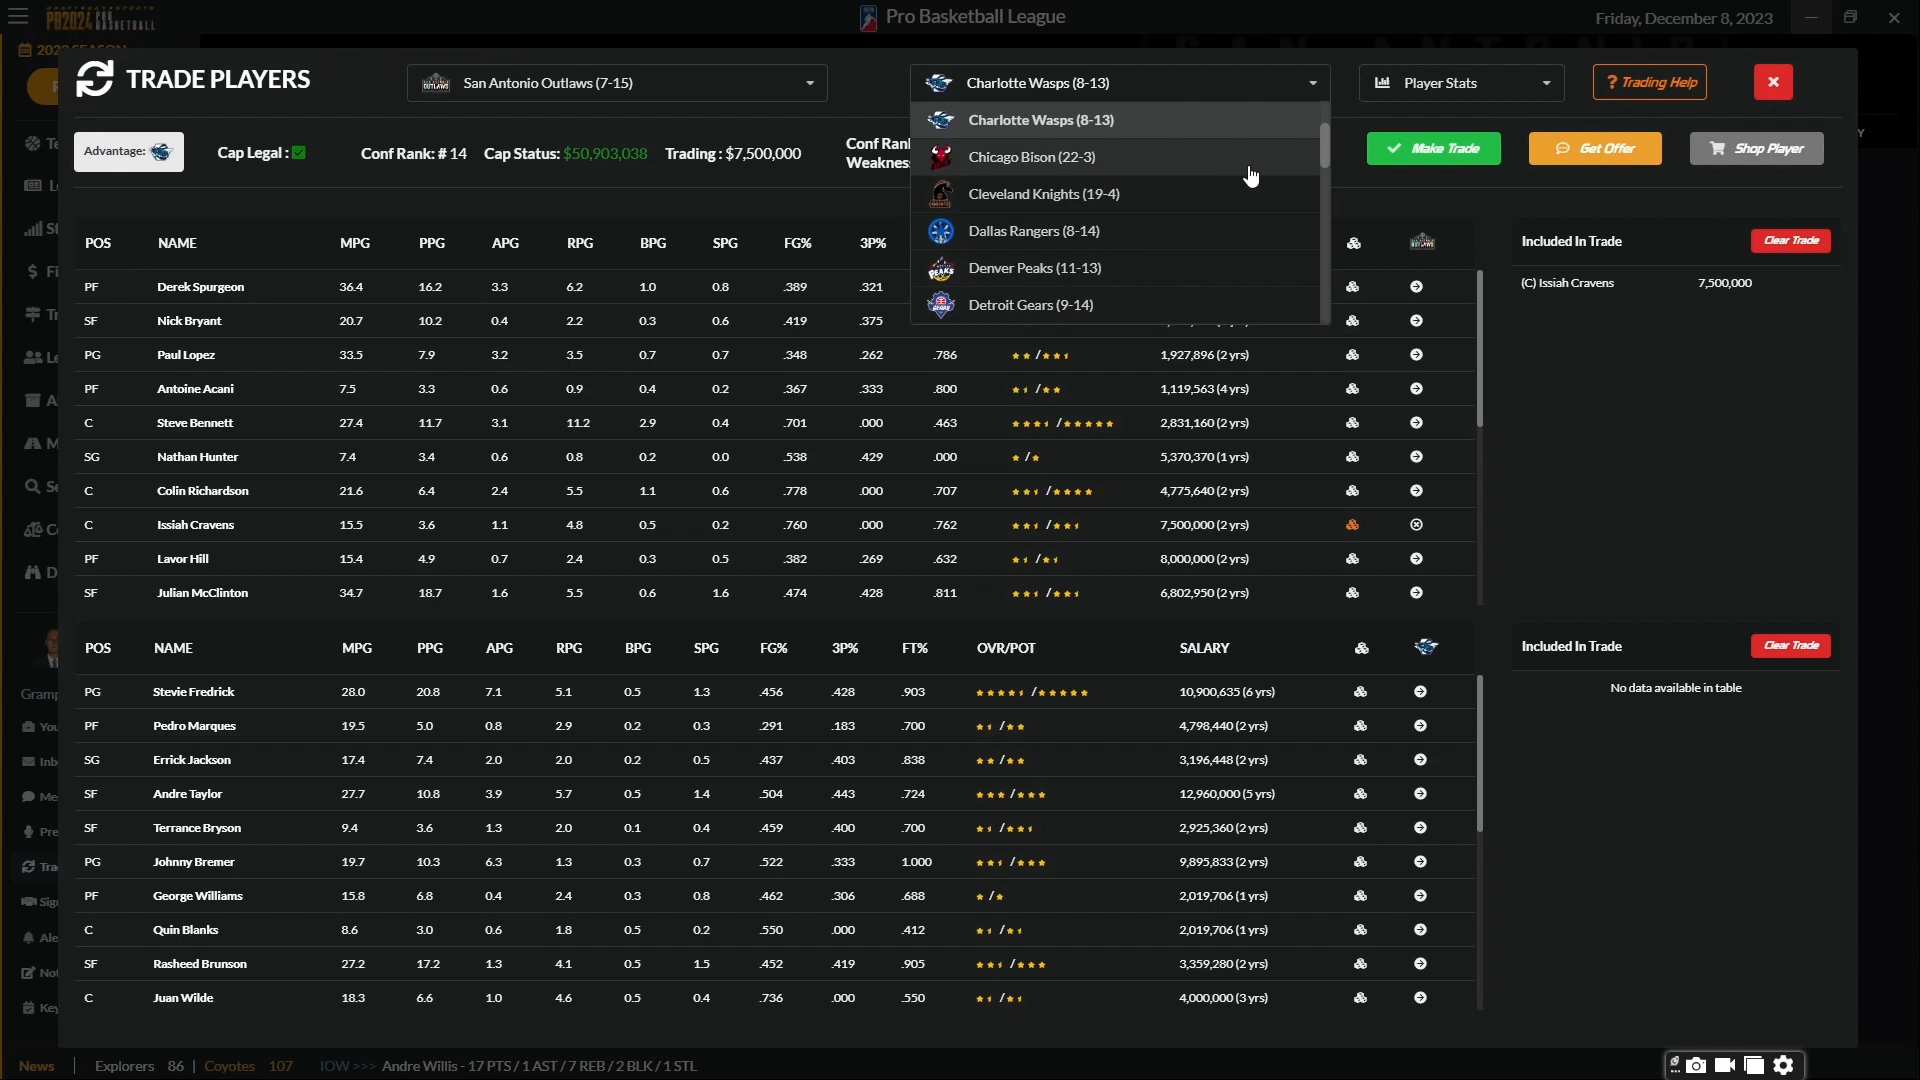 PB2024 PRO BASKETBALL
Pro Basketball League
Friday, December 8, 2023
TRADE PLAYERS
San Antonio Outlaws (7-15)
Charlotte Wasps (8-13)
Player Stats
? Trading Help
Charlotte Wasps (8-13)
Chicago Bison (22-3)
Cleveland Knights (19-4)
Dallas Rangers (8-14)
Denver Peaks (11-13)
Detroit Gears (9-14)
Advantage:
Cap Legal :
Conf Rank: # 14
Cap Status: $50,903,038
Trading : $7,500,000
Conf Rank
Weakness
Make Trade
Get Offer
Shop Player
POS NAME MPG PPG APG RPG BPG SPG FG% 3P%
PF Derek Spurgeon 36.4 16.2 3.3 6.2 1.0 0.8 .389 .321
SF Nick Bryant 20.7 10.2 0.4 2.2 0.3 0.6 .419 .375
PG Paul Lopez 33.5 7.9 3.2 3.5 0.7 0.7 .348 .262 .786 / 1,927,896 (2 yrs)
PF Antoine Acani 7.5 3.3 0.6 0.9 0.4 0.2 .367 .333 .800 / 1,119,563 (4 yrs)
C Steve Bennett 27.4 11.7 3.1 11.2 2.9 0.4 .701 .000 .463 / 2,831,160 (2 yrs)
SG Nathan Hunter 7.4 3.4 0.6 0.8 0.2 0.0 .538 .429 .000 / 5,370,370 (1 yrs)
C Colin Richardson 21.6 6.4 2.4 5.5 1.1 0.6 .778 .000 .707 / 4,775,640 (2 yrs)
C Issiah Cravens 15.5 3.6 1.1 4.8 0.5 0.2 .760 .000 .762 / 7,500,000 (2 yrs)
PF Lavor Hill 15.4 4.9 0.7 2.4 0.3 0.5 .382 .269 .632 / 8,000,000 (2 yrs)
SF Julian McClinton 34.7 18.7 1.6 5.5 0.6 1.6 .474 .428 .811 / 6,802,950 (2 yrs)
Included In Trade
Clear Trade
(C) Issiah Cravens 7,500,000
POS NAME MPG PPG APG RPG BPG SPG FG% 3P% FT% OVR/POT SALARY
PG Stevie Fredrick 28.0 20.8 7.1 5.1 0.5 1.3 .456 .428 .903 / 10,900,635 (6 yrs)
PF Pedro Marques 19.5 5.0 0.8 2.9 0.2 0.3 .291 .183 .700 / 4,798,440 (2 yrs)
SG Errick Jackson 17.4 7.4 2.0 2.0 0.2 0.5 .437 .403 .838 / 3,196,448 (2 yrs)
SF Andre Taylor 27.7 10.8 3.9 5.7 0.5 1.4 .504 .443 .724 / 12,960,000 (5 yrs)
SF Terrance Bryson 9.4 3.6 1.3 2.0 0.1 0.4 .459 .400 .700 / 2,925,360 (2 yrs)
PG Johnny Bremer 19.7 10.3 6.3 1.3 0.3 0.7 .522 .333 1.000 / 9,895,833 (2 yrs)
PF George Williams 15.8 6.8 0.4 2.4 0.3 0.8 .462 .306 .688 / 2,019,706 (1 yrs)
C Quin Blanks 8.6 3.0 0.6 1.8 0.5 0.2 .550 .000 .412 / 2,019,706 (1 yrs)
SF Rasheed Brunson 27.2 17.2 1.3 4.1 0.5 1.5 .452 .419 .905 / 3,359,280 (2 yrs)
C Juan Wilde 18.3 6.6 1.0 4.6 0.5 0.4 .736 .000 .550 / 4,000,000 (3 yrs)
Included In Trade
Clear Trade
No data available in table
News | Explorers 86 | Coyotes 107 IOW >>> Andre Willis - 17 PTS / 1 AST / 7 REB / 2 BLK / 1 STL